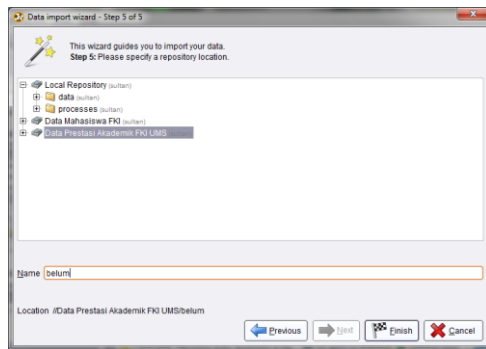 Data import wizard - Step 5 of 5
This wizard guides you to import your data.
Step 5: Please specify a repository location.
Local Repository (sultan)
data (sultan)
processes (sultan)
Data Mahasiswa FKI (sultan)
Data Prestasi Akademik FKI UMS
Name belum
Location //Data Prestasi Akademik FKI UMS/belum
Previous Next Finish Cancel